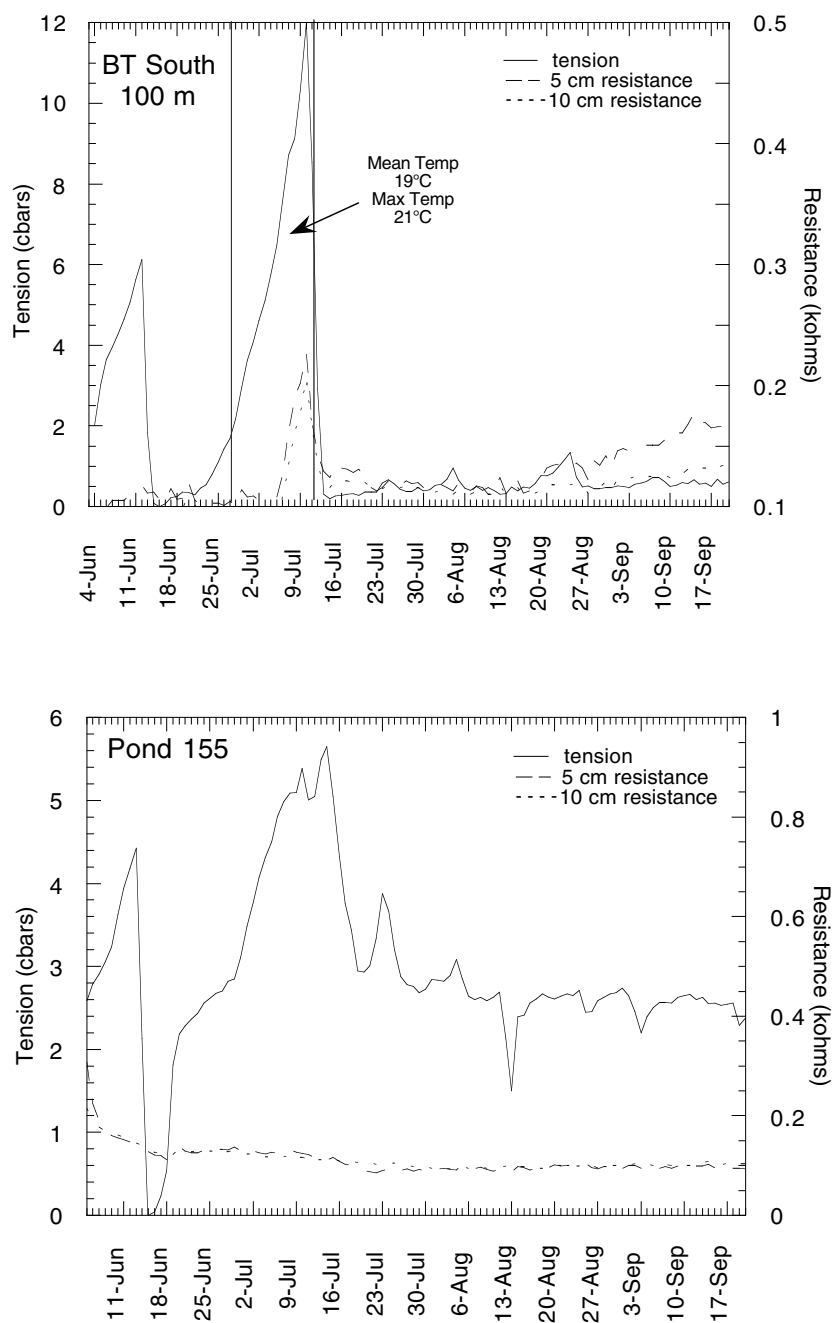 BT South
100 m
tension
5 cm resistance
10 cm resistance
Mean Temp
19°C
Max Temp
21°C
Tension (cbars)
12
10
8
6
4
2
0
Resistance (kohms)
0.5
0.4
0.3
0.2
0.1
4-Jun
11-Jun
18-Jun
25-Jun
2-Jul
9-Jul
16-Jul
23-Jul
30-Jul
6-Aug
13-Aug
20-Aug
27-Aug
3-Sep
10-Sep
17-Sep
Pond 155
tension
5 cm resistance
10 cm resistance
Tension (cbars)
6
5
4
3
2
1
0
Resistance (kohms)
1
0.8
0.6
0.4
0.2
0
11-Jun
18-Jun
25-Jun
2-Jul
9-Jul
16-Jul
23-Jul
30-Jul
6-Aug
13-Aug
20-Aug
27-Aug
3-Sep
10-Sep
17-Sep